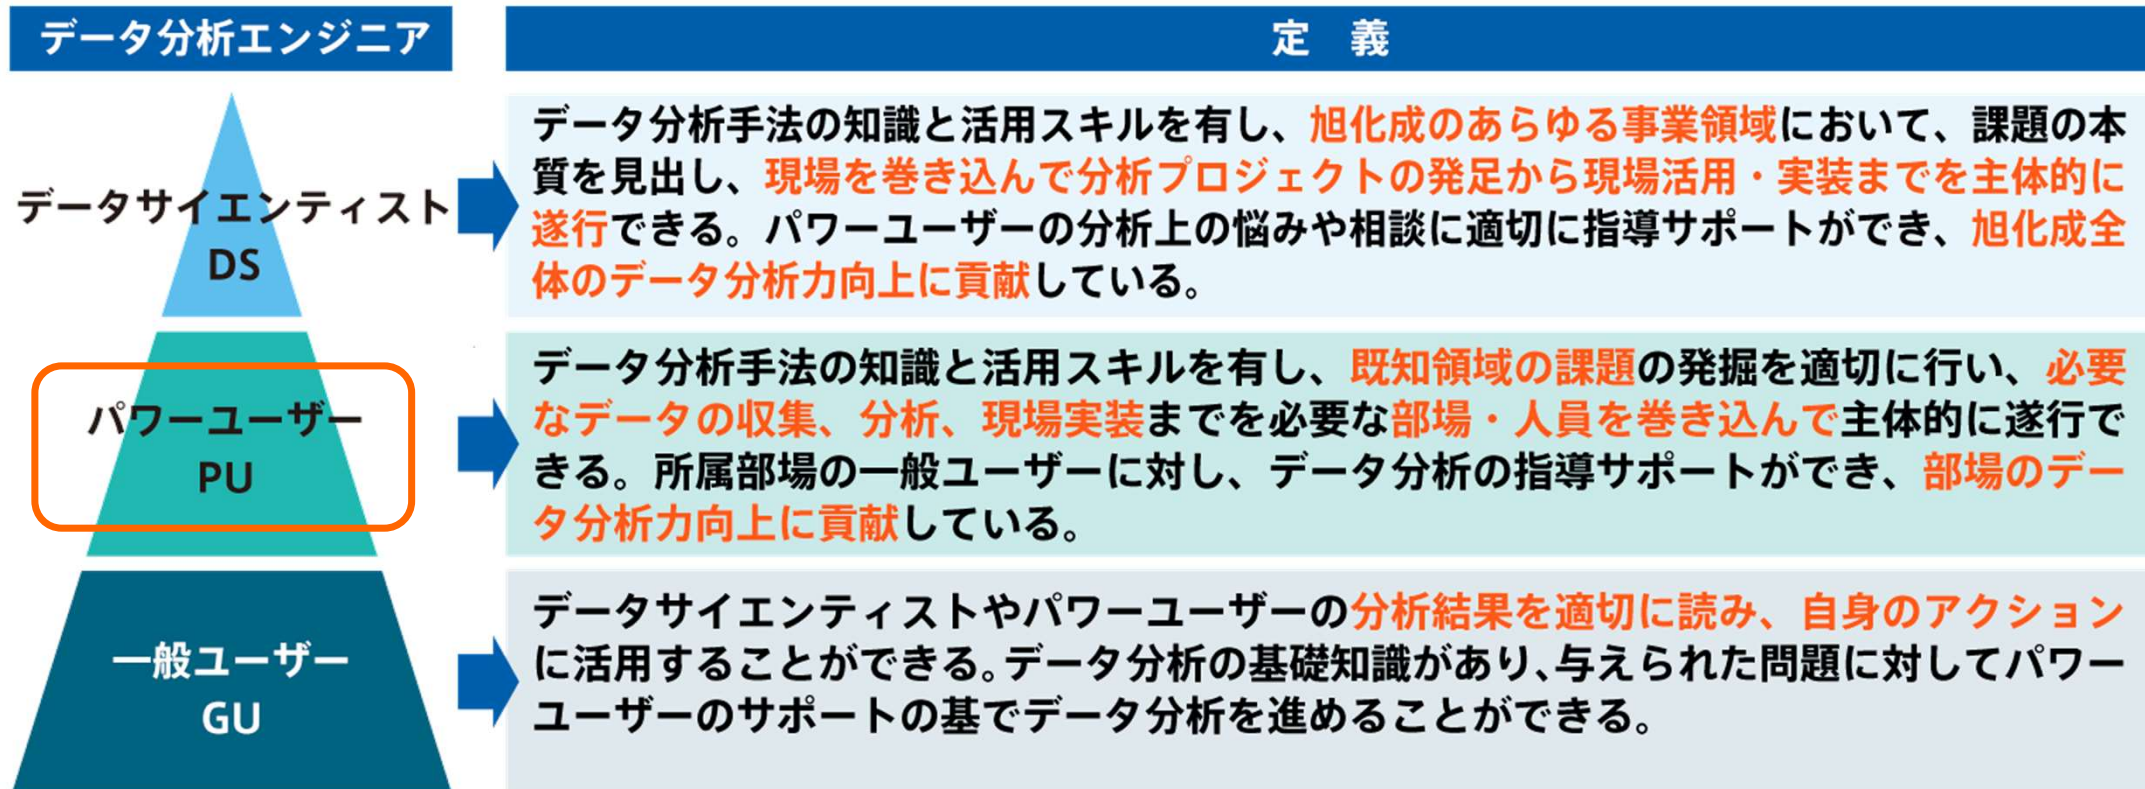 データ分析エンジニア
定 義
データサイエンティスト
DS
データ分析手法の知識と活用スキルを有し、旭化成のあらゆる事業領域において、課題の本
質を見出し、現場を巻き込んで分析プロジェクトの発足から現場活用・実装までを主体的に
遂行できる。パワーユーザーの分析上の悩みや相談に適切に指導サポートができ、旭化成全
体のデータ分析力向上に貢献している。
パワーユーザー
PU
データ分析手法の知識と活用スキルを有し、既知領域の課題の発掘を適切に行い、必要
なデータの収集、分析、現場実装までを必要な部場・人員を巻き込んで主体的に遂行で
きる。所属部場の一般ユーザーに対し、データ分析の指導サポートができ、部場のデー
タ分析力向上に貢献している。
一般ユーザー
GU
データサイエンティストやパワーユーザーの分析結果を適切に読み、自身のアクション
に活用することができる。データ分析の基礎知識があり、与えられた問題に対してパワー
ユーザーのサポートの基でデータ分析を進めることができる。